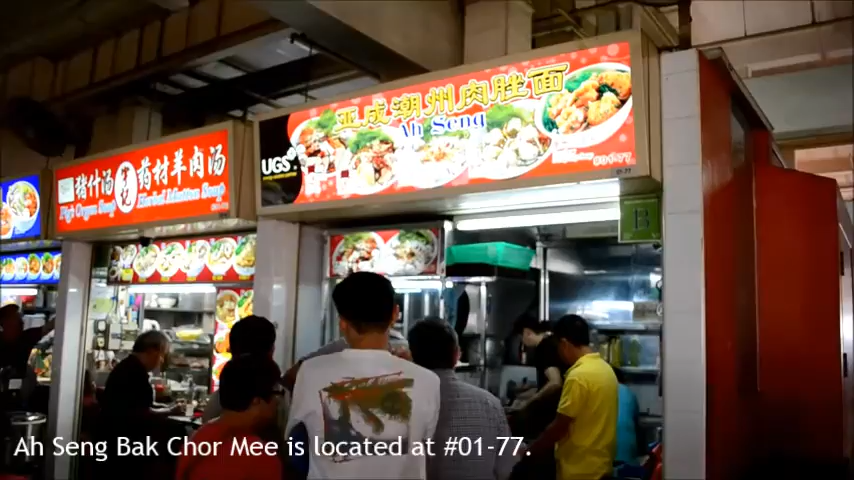 亚成潮州肉脞面
Ah Seng
UGS
#01-77
B
猪什汤 药材羊肉汤
Pig's Organ Soup Herbal Mutton Soup
Ah Seng Bak Chor Mee is located at #01-77.